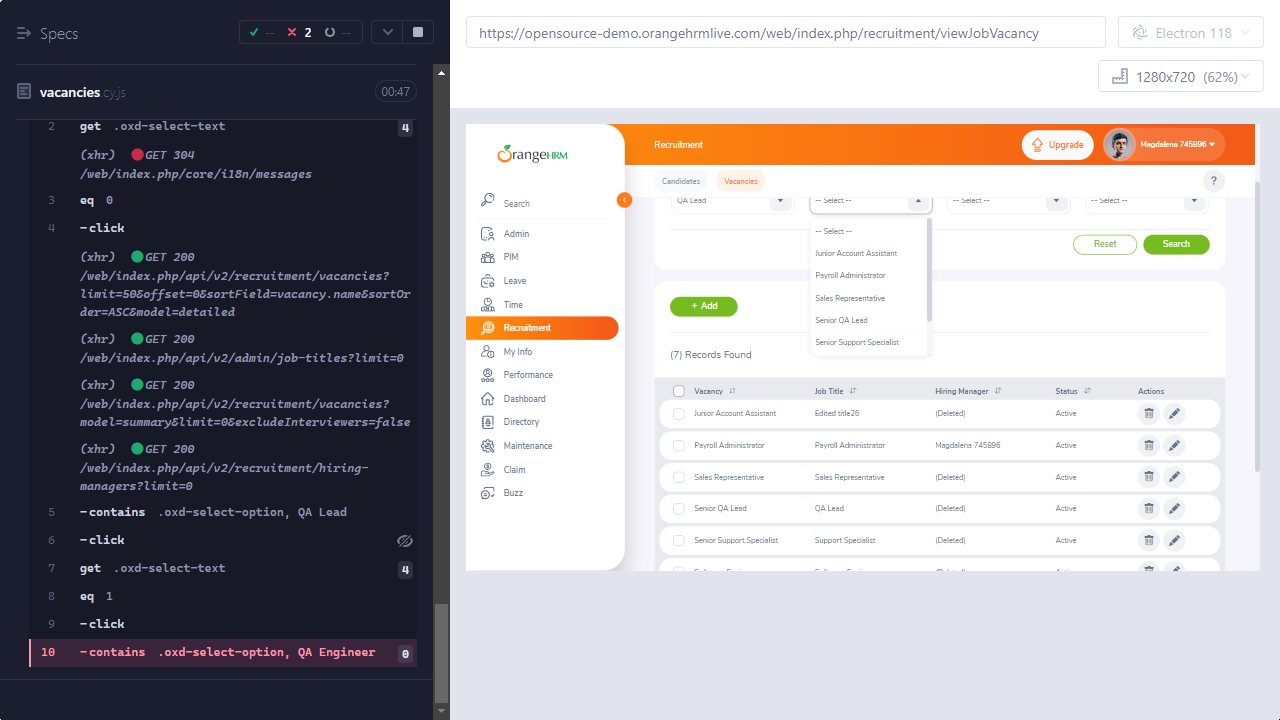 Specs
-- 2 --
vacancies.cy.js 00:47
2 get .oxd-select-text 4
(xhr) GET 304
/web/index.php/core/i18n/messages
3 eq 0
4 -click
(xhr) GET 200
/web/index.php/api/v2/recruitment/vacancies?
limit=50&offset=0&sortField=vacancy.name&sortOr
der=ASC&model=detailed
(xhr) GET 200
/web/index.php/api/v2/admin/job-titles?limit=0
(xhr) GET 200
/web/index.php/api/v2/recruitment/vacancies?
model=summary&limit=0&excludeInterviewers=false
(xhr) GET 200
/web/index.php/api/v2/recruitment/hiring-
managers?limit=0
5 -contains .oxd-select-option, QA Lead
6 -click
7 get .oxd-select-text 4
8 eq 1
9 -click
10 -contains .oxd-select-option, QA Engineer 0
https://opensource-demo.orangehrmlive.com/web/index.php/recruitment/viewJobVacancy
Electron 118
1280x720 (62%)
OrangeHRM
Search
Admin
PIM
Leave
Time
Recruitment
My Info
Performance
Dashboard
Directory
Maintenance
Claim
Buzz
Recruitment
Upgrade
Magdalena 745896
Candidates Vacancies ?
QA Lead -- Select -- -- Select -- -- Select --
-- Select --
Junior Account Assistant
Payroll Administrator
Sales Representative
Senior QA Lead
Senior Support Specialist
Reset Search
+ Add
(7) Records Found
Vacancy Job Title Hiring Manager Status Actions
Junior Account Assistant Edited title26 (Deleted) Active
Payroll Administrator Payroll Administrator Magdalena 745896 Active
Sales Representative Sales Representative (Deleted) Active
Senior QA Lead QA Lead (Deleted) Active
Senior Support Specialist Support Specialist (Deleted) Active